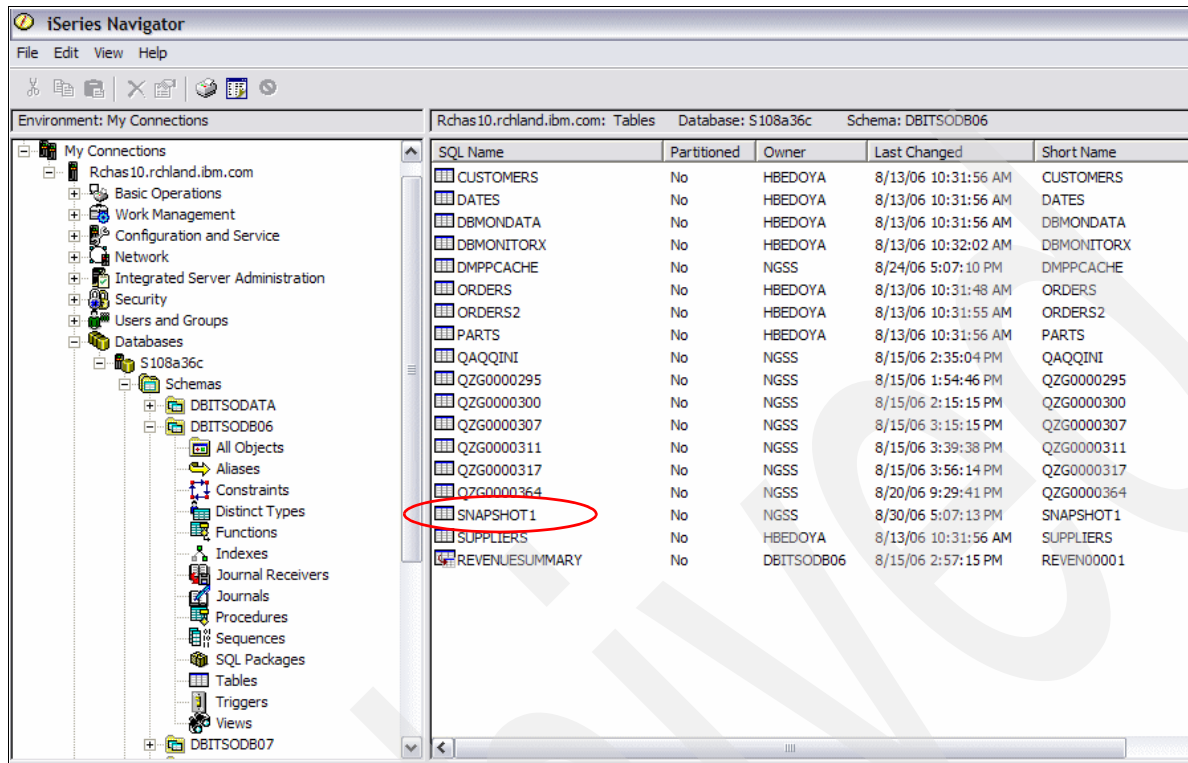 iSeries Navigator
File Edit View Help
Environment: My Connections
Rchas10.rchland.ibm.com: Tables Database: S108a36c Schema: DBITSODB06
My Connections
Rchas10.rchland.ibm.com
Basic Operations
Work Management
Configuration and Service
Network
Integrated Server Administration
Security
Users and Groups
Databases
S108a36c
Schemas
DBITSODATA
DBITSODB06
All Objects
Aliases
Constraints
Distinct Types
Functions
Indexes
Journal Receivers
Journals
Procedures
Sequences
SQL Packages
Tables
Triggers
Views
DBITSODB07
SQL Name Partitioned Owner Last Changed Short Name
CUSTOMERS No HBEDOYA 8/13/06 10:31:56 AM CUSTOMERS
DATES No HBEDOYA 8/13/06 10:31:56 AM DATES
DBMONDATA No HBEDOYA 8/13/06 10:31:56 AM DBMONDATA
DBMONITORX No HBEDOYA 8/13/06 10:32:02 AM DBMONITORX
DMPPCACHE No NGSS 8/24/06 5:07:10 PM DMPPCACHE
ORDERS No HBEDOYA 8/13/06 10:31:48 AM ORDERS
ORDERS2 No HBEDOYA 8/13/06 10:31:55 AM ORDERS2
PARTS No HBEDOYA 8/13/06 10:31:56 AM PARTS
QAQQINI No NGSS 8/15/06 2:35:04 PM QAQQINI
QZG0000295 No NGSS 8/15/06 1:54:46 PM QZG0000295
QZG0000300 No NGSS 8/15/06 2:15:15 PM QZG0000300
QZG0000307 No NGSS 8/15/06 3:15:15 PM QZG0000307
QZG0000311 No NGSS 8/15/06 3:39:38 PM QZG0000311
QZG0000317 No NGSS 8/15/06 3:56:14 PM QZG0000317
QZG0000364 No NGSS 8/20/06 9:29:41 PM QZG0000364
SNAPSHOT1 No NGSS 8/30/06 5:07:13 PM SNAPSHOT1
SUPPLIERS No HBEDOYA 8/13/06 10:31:56 AM SUPPLIERS
REVENUESUMMARY No DBITSODB06 8/15/06 2:57:15 PM REVEN00001